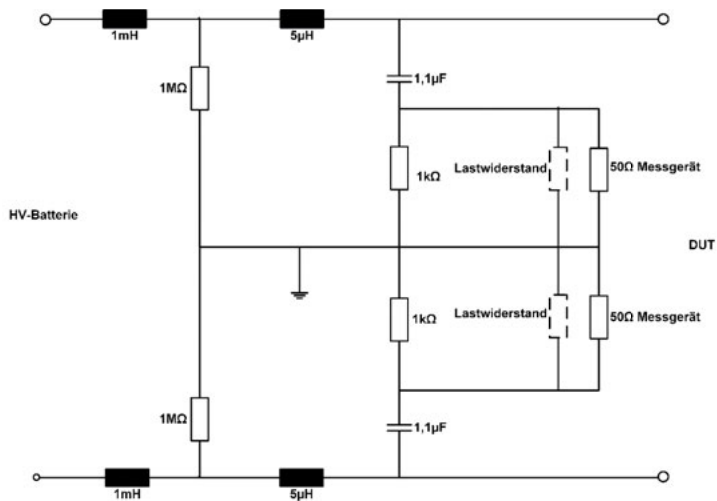 1mH
5µH
1MΩ
1,1µF
1kΩ
Lastwiderstand
50Ω Messgerät
HV-Batterie
DUT
1kΩ
Lastwiderstand
50Ω Messgerät
1MΩ
1,1µF
1mH
5µH